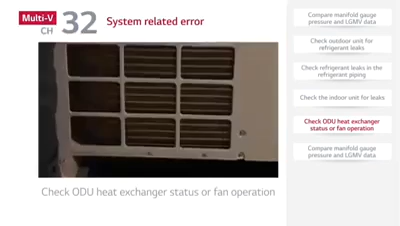 Multi-V
CH 32 System related error
Check ODU heat exchanger status or fan operation
Compare manifold gauge
pressure and LGMV data
Check outdoor unit for
refrigerant leaks
Check refrigerant leaks in the
refrigerant piping
Check the indoor unit for leaks
Check ODU heat exchanger
status or fan operation
Compare manifold gauge
pressure and LGMV data